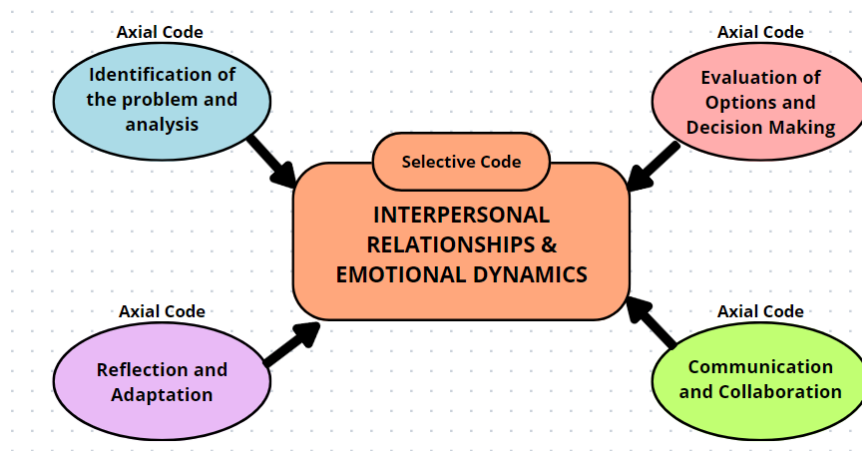 Axial Code
Identification of
the problem and
analysis
Axial Code
Evaluation of
Options and
Decision Making
Selective Code
INTERPERSONAL
RELATIONSHIPS &
EMOTIONAL DYNAMICS
Axial Code
Reflection and
Adaptation
Axial Code
Communication
and Collaboration